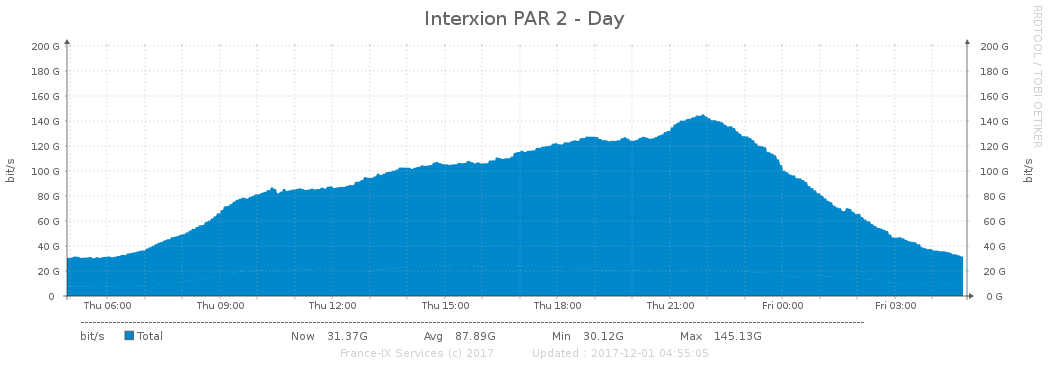 Interxion PAR 2 - Day
RRDTOOL / TOBI OETIKER
bit/s
bit/s
200 G 200 G
180 G 180 G
160 G 160 G
140 G 140 G
120 G 120 G
100 G 100 G
80 G 80 G
60 G 60 G
40 G 40 G
20 G 20 G
0 0 G
Thu 06:00 Thu 09:00 Thu 12:00 Thu 15:00 Thu 18:00 Thu 21:00 Fri 00:00 Fri 03:00
bit/s Total Now 31.37G Avg 87.89G Min 30.12G Max 145.13G
France-IX Services (c) 2017 Updated : 2017-12-01 04:55:05